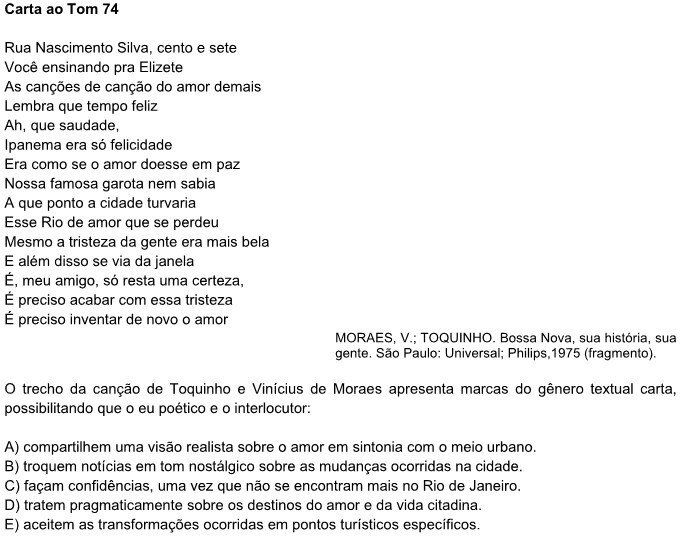 Carta ao Tom 74
Rua Nascimento Silva, cento e sete
Você ensinando pra Elizete
As canções de canção do amor demais
Lembra que tempo feliz
Ah, que saudade,
Ipanema era só felicidade
Era como se o amor doesse em paz
Nossa famosa garota nem sabia
A que ponto a cidade turvaria
Esse Rio de amor que se perdeu
Mesmo a tristeza da gente era mais bela
E além disso se via da janela
É, meu amigo, só resta uma certeza,
É preciso acabar com essa tristeza
É preciso inventar de novo o amor
MORAES, V.; TOQUINHO. Bossa Nova, sua história, sua
gente. São Paulo: Universal; Philips,1975 (fragmento).
O trecho da canção de Toquinho e Vinícius de Moraes apresenta marcas do gênero textual carta,
possibilitando que o eu poético e o interlocutor:
A) compartilhem uma visão realista sobre o amor em sintonia com o meio urbano.
B) troquem notícias em tom nostálgico sobre as mudanças ocorridas na cidade.
C) façam confidências, uma vez que não se encontram mais no Rio de Janeiro.
D) tratem pragmaticamente sobre os destinos do amor e da vida citadina.
E) aceitem as transformações ocorridas em pontos turísticos específicos.